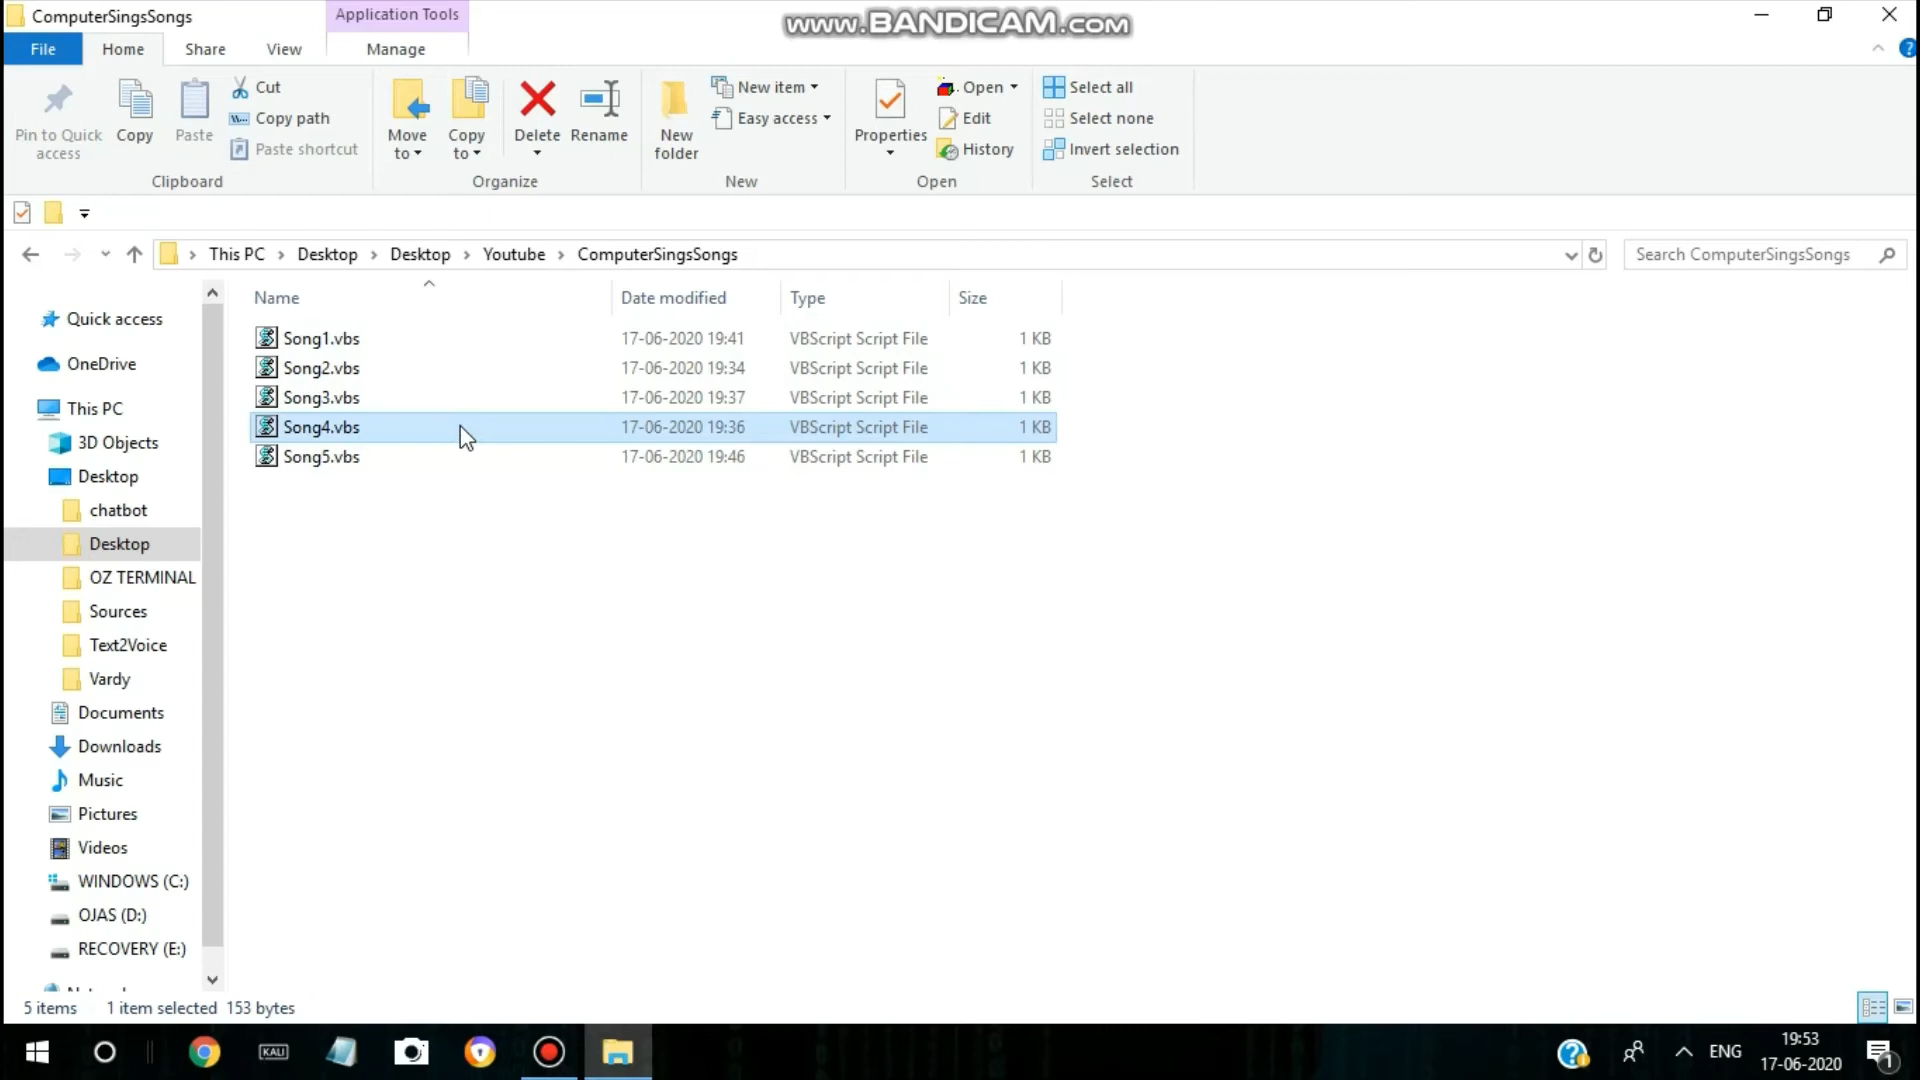 ComputerSingsSongs
Application Tools
www.BANDICAM.com
File
Home
Share
View
Manage
Pin to Quick access
Copy
Paste
Cut
Copy path
Paste shortcut
Clipboard
Move to
Copy to
Delete
Rename
Organize
New folder
New item
Easy access
New
Properties
Open
Edit
History
Open
Select all
Select none
Invert selection
Select
This PC > Desktop > Desktop > Youtube > ComputerSingsSongs
Search ComputerSingsSongs
Name Date modified Type Size
Song1.vbs 17-06-2020 19:41 VBScript Script File 1 KB
Song2.vbs 17-06-2020 19:34 VBScript Script File 1 KB
Song3.vbs 17-06-2020 19:37 VBScript Script File 1 KB
Song4.vbs 17-06-2020 19:36 VBScript Script File 1 KB
Song5.vbs 17-06-2020 19:46 VBScript Script File 1 KB
Quick access
OneDrive
This PC
3D Objects
Desktop
chatbot
Desktop
OZ TERMINAL
Sources
Text2Voice
Vardy
Documents
Downloads
Music
Pictures
Videos
WINDOWS (C:)
OJAS (D:)
RECOVERY (E:)
5 items 1 item selected 153 bytes
KALI
ENG
19:53
17-06-2020
1